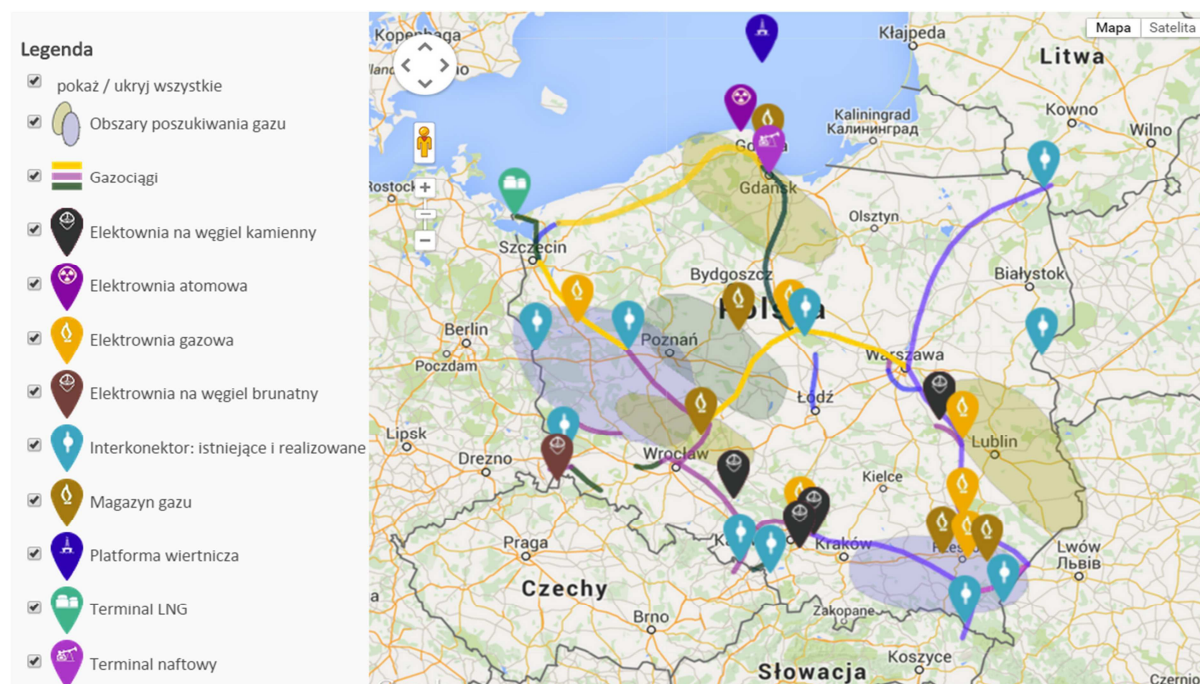 Legenda
pokaż / ukryj wszystkie
Obszary poszukiwania gazu
Gazociągi
Elektownia na węgiel kamienny
Elektrownia atomowa
Elektrownia gazowa
Elektrownia na węgiel brunatny
Interkonektor: istniejące i realizowane
Magazyn gazu
Platforma wiertnicza
Terminal LNG
Terminal naftowy
Mapa
Satelita
Kłajpeda
Litwa
Kowno
Kaliningrad
Калининград
Wilno
Rostock
Gdańsk
Olsztyn
Szczecin
Bydgoszcz
Białystok
Polska
Berlin
Poznań
Poczdam
Warszawa
Łódź
Lipsk
Lublin
Drezno
Wrocław
Kielce
Praga
Kraków
Lwów
Львів
Czechy
Zakopane
Brno
Koszyce
Słowacja